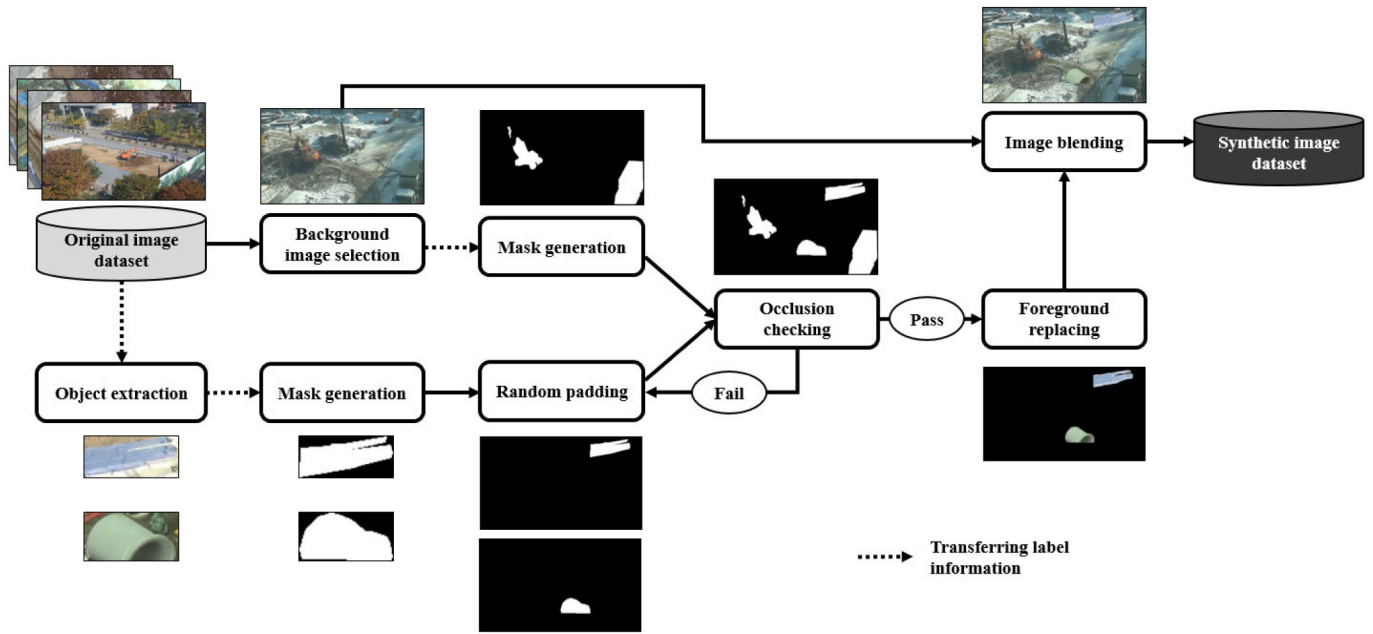 Image blending
Synthetic image
dataset
Original image
dataset
Background
image selection
Mask generation
Occlusion
checking
Pass
Foreground
replacing
Object extraction
Mask generation
Random padding
Fail
Transferring label
information